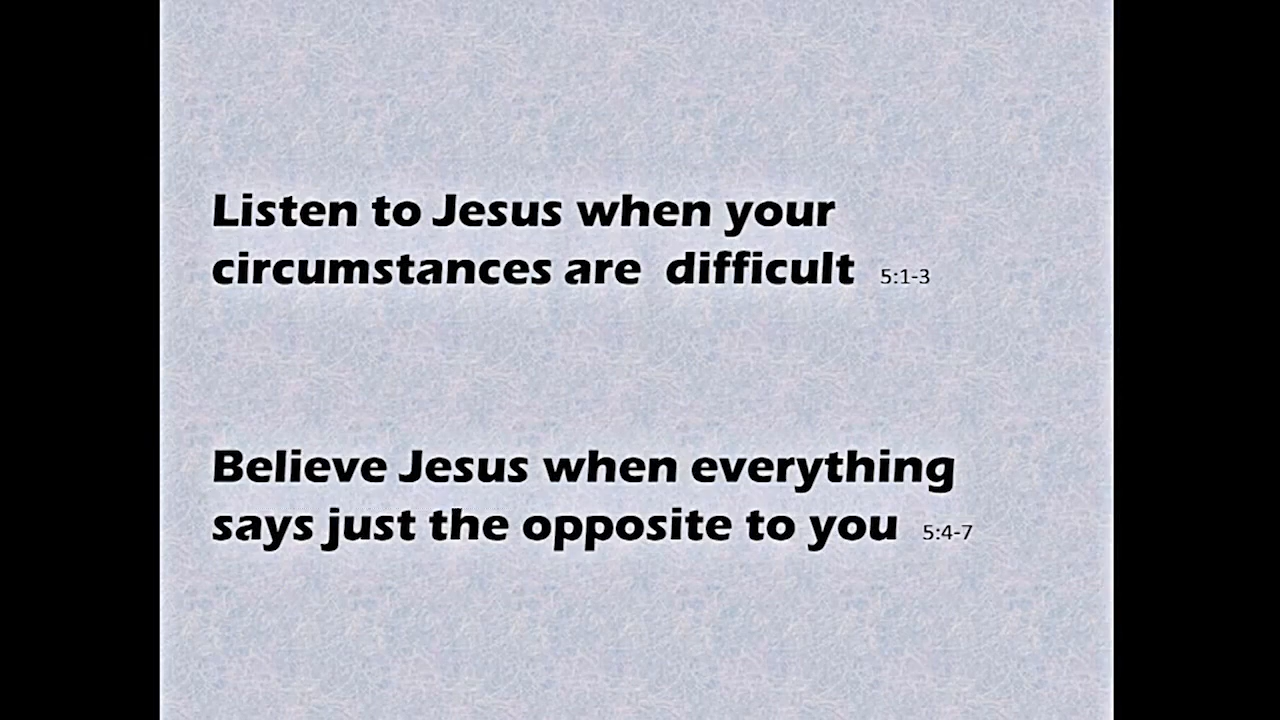 Listen to Jesus when your
circumstances are  difficult 5:1-3
Believe Jesus when everything
says just the opposite to you 5:4-7